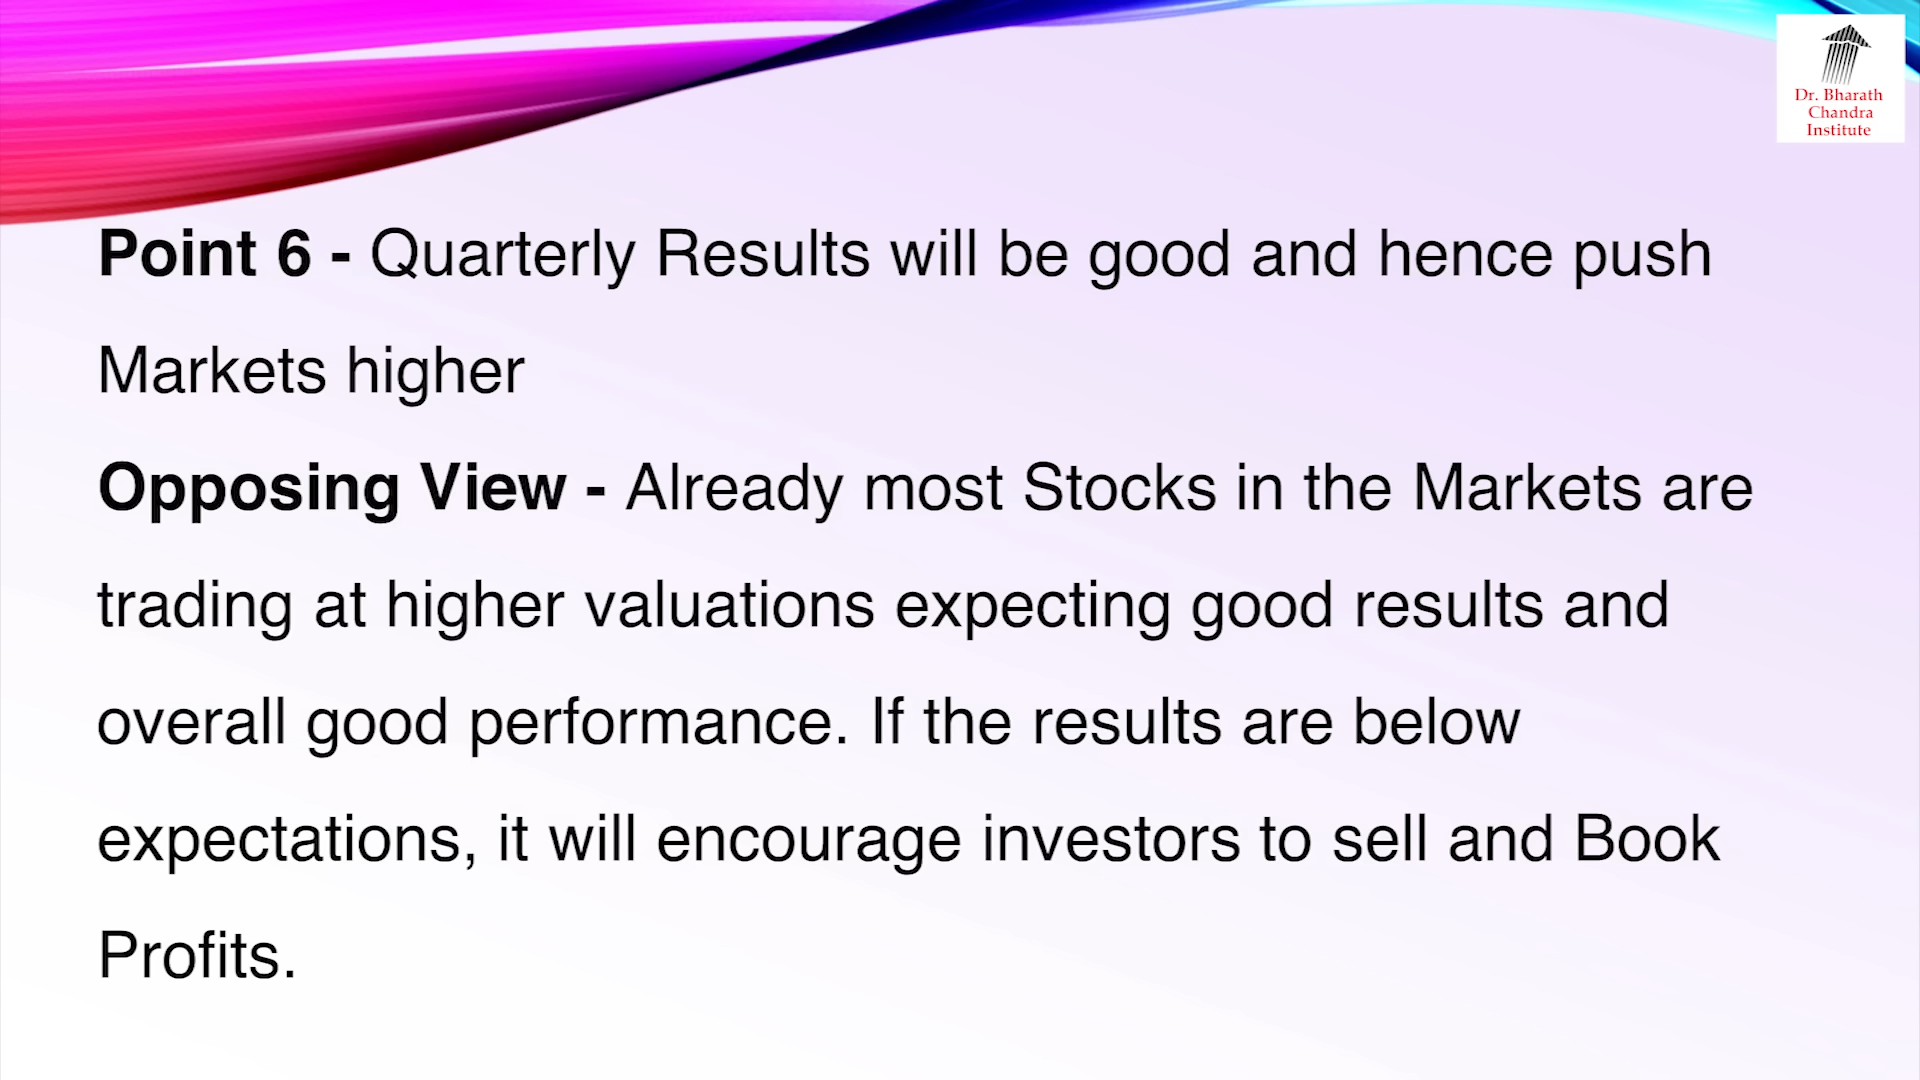 Dr. Bharath
Chandra
Institute
Point 6 - Quarterly Results will be good and hence push
Markets higher
Opposing View - Already most Stocks in the Markets are
trading at higher valuations expecting good results and
overall good performance. If the results are below
expectations, it will encourage investors to sell and Book
Profits.